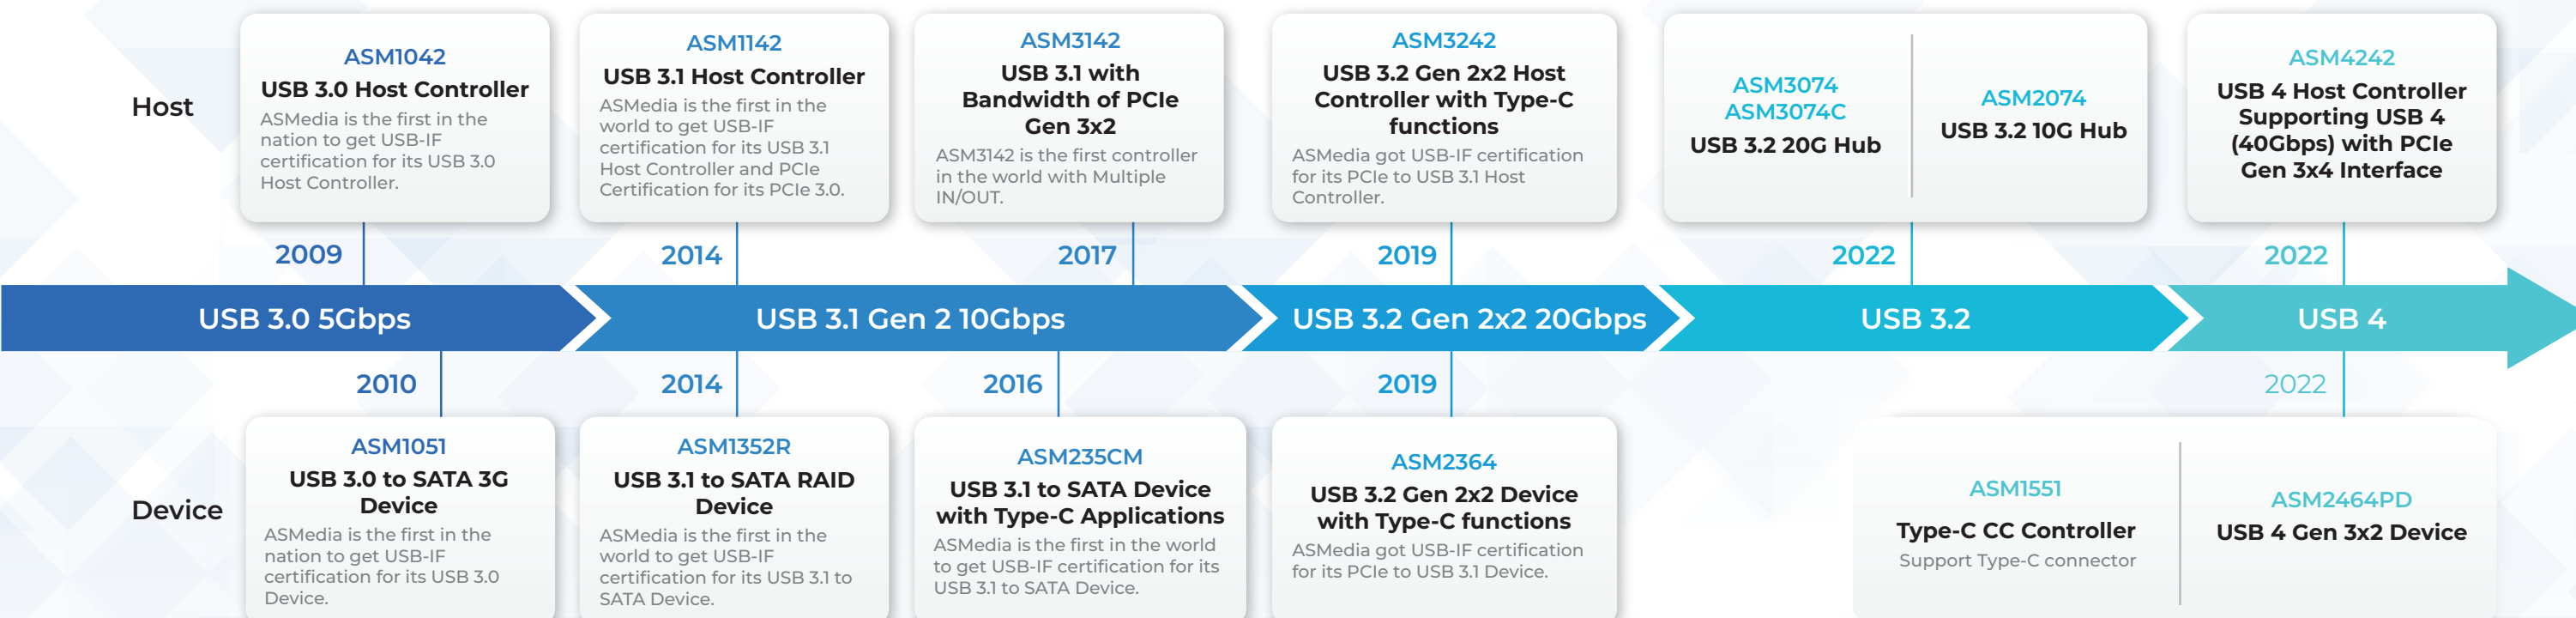 Host
ASM1042
USB 3.0 Host Controller
ASMedia is the first in the
nation to get USB-IF
certification for its USB 3.0
Host Controller.
ASM1142
USB 3.1 Host Controller
ASMedia is the first in the
world to get USB-IF
certification for its USB 3.1
Host Controller and PCIe
Certification for its PCIe 3.0.
ASM3142
USB 3.1 with
Bandwidth of PCIe
Gen 3x2
ASM3142 is the first controller
in the world with Multiple
IN/OUT.
ASM3242
USB 3.2 Gen 2x2 Host
Controller with Type-C
functions
ASMedia got USB-IF certification
for its PCIe to USB 3.1 Host
Controller.
ASM3074
ASM3074C
USB 3.2 20G Hub
ASM2074
USB 3.2 10G Hub
ASM4242
USB 4 Host Controller
Supporting USB 4
(40Gbps) with PCIe
Gen 3x4 Interface
2009
2014
2017
2019
2022
2022
USB 3.0 5Gbps
USB 3.1 Gen 2 10Gbps
USB 3.2 Gen 2x2 20Gbps
USB 3.2
USB 4
2010
2014
2016
2019
2022
Device
ASM1051
USB 3.0 to SATA 3G
Device
ASMedia is the first in the
nation to get USB-IF
certification for its USB 3.0
Device.
ASM1352R
USB 3.1 to SATA RAID
Device
ASMedia is the first in the
world to get USB-IF
certification for its USB 3.1 to
SATA Device.
ASM235CM
USB 3.1 to SATA Device
with Type-C Applications
ASMedia is the first in the world
to get USB-IF certification for its
USB 3.1 to SATA Device.
ASM2364
USB 3.2 Gen 2x2 Device
with Type-C functions
ASMedia got USB-IF certification
for its PCIe to USB 3.1 Device.
ASM1551
Type-C CC Controller
Support Type-C connector
ASM2464PD
USB 4 Gen 3x2 Device